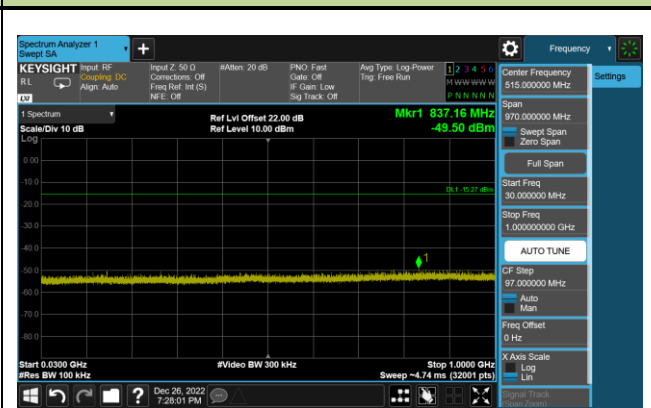 Spectrum Analyzer 1
Swept SA
+
Frequency
KEYSIGHT
RL
LXI
Input: RF
Coupling: DC
Align: Auto
Input Z: 50 Ω
Corrections: Off
Freq Ref: Int (S)
NFE: Off
#Atten: 20 dB
PNO: Fast
Gate: Off
IF Gain: Low
Sig Track: Off
Avg Type: Log-Power
Trig: Free Run
1 2 3 4 5 6
M W W W W W
P N N N N N
1 Spectrum
Scale/Div 10 dB
Log
Ref Lvl Offset 22.00 dB
Ref Level 10.00 dBm
Mkr1 837.16 MHz
-49.50 dBm
0.00
-10.0
DL1 -15.27 dBm
-20.0
-30.0
-40.0
1
-50.0
-60.0
-70.0
-80.0
Start 0.0300 GHz
#Res BW 100 kHz
#Video BW 300 kHz
Stop 1.0000 GHz
Sweep ~4.74 ms (32001 pts)
?
Dec 26, 2022
7:28:01 PM
Center Frequency
515.000000 MHz
Settings
Span
970.000000 MHz
Swept Span
Zero Span
Full Span
Start Freq
30.000000 MHz
Stop Freq
1.000000000 GHz
AUTO TUNE
CF Step
97.000000 MHz
Auto
Man
Freq Offset
0 Hz
X Axis Scale
Log
Lin
Signal Track
(Span Zoom)